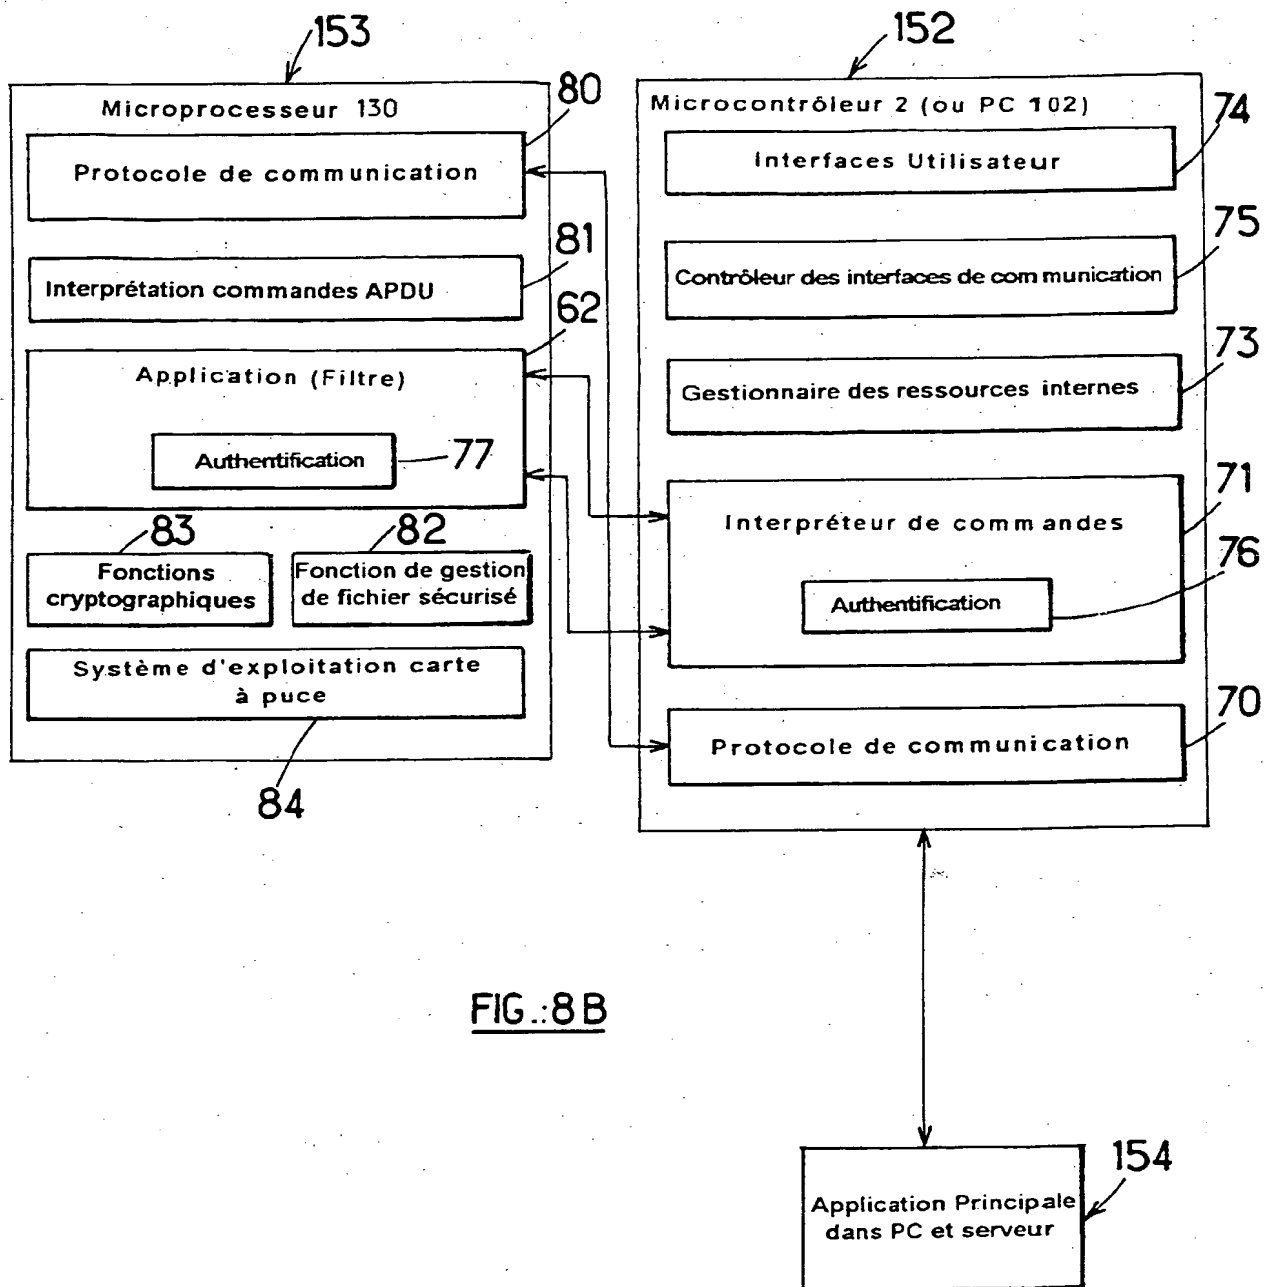 153
152
Microprocesseur 130
80
Protocole de communication
81
Interprétation commandes APDU
62
Application (Filtre)
Authentification
77
83
82
Fonctions
cryptographiques
Fonction de gestion
de fichier sécurisé
Système d'exploitation carte
à puce
84
Microcontrôleur 2 (ou PC 102)
74
Interfaces Utilisateur
75
Contrôleur des interfaces de communication
73
Gestionnaire des ressources internes
71
Interpréteur de commandes
76
Authentification
70
Protocole de communication
FIG.:8B
154
Application Principale
dans PC et serveur